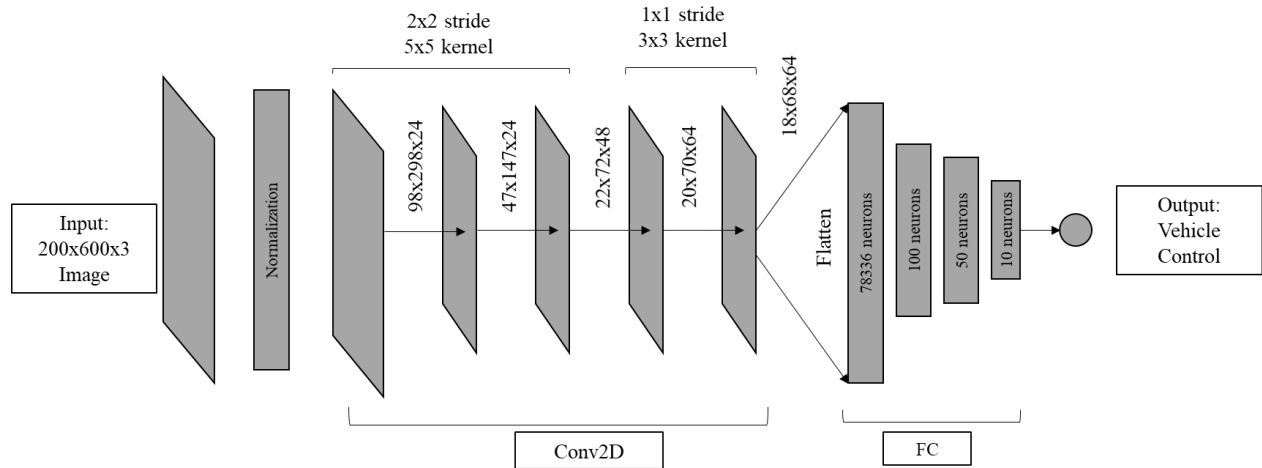 2x2 stride
5x5 kernel
1x1 stride
3x3 kernel
Input:
200x600x3
Image
Normalization
98x298x24
47x147x24
22x72x48
20x70x64
18x68x64
Flatten
78336 neurons
100 neurons
50 neurons
10 neurons
Output:
Vehicle
Control
Conv2D
FC